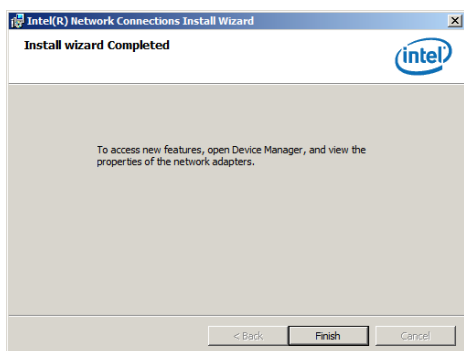 Intel(R) Network Connections Install Wizard
Install wizard Completed
intel
To access new features, open Device Manager, and view the
properties of the network adapters.
< Back
Finish
Cancel